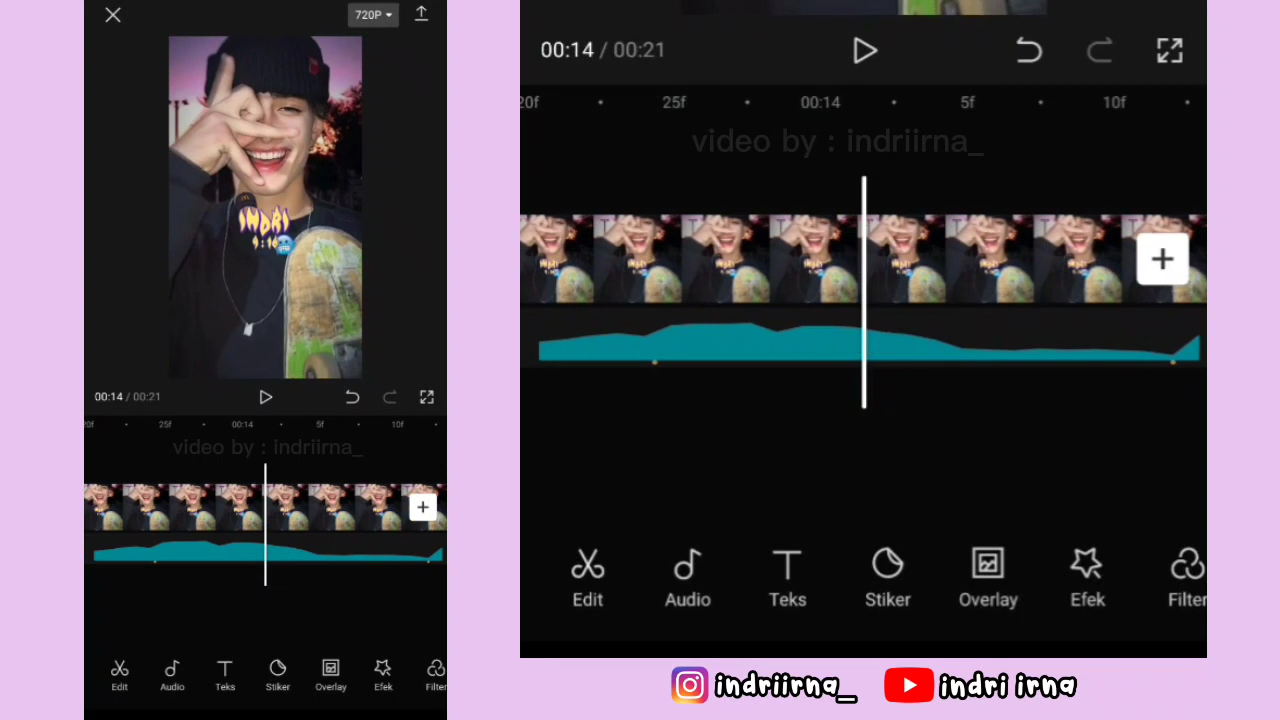 720P
INDRI
9:16
00:14 / 00:21
20f 25f 00:14 5f 10f
video by : indriirna_
Edit Audio Teks Stiker Overlay Efek Filter
00:14 / 00:21
20f 25f 00:14 5f 10f
video by : indriirna_
Edit Audio Teks Stiker Overlay Efek Filter
indriirna_ indri irna